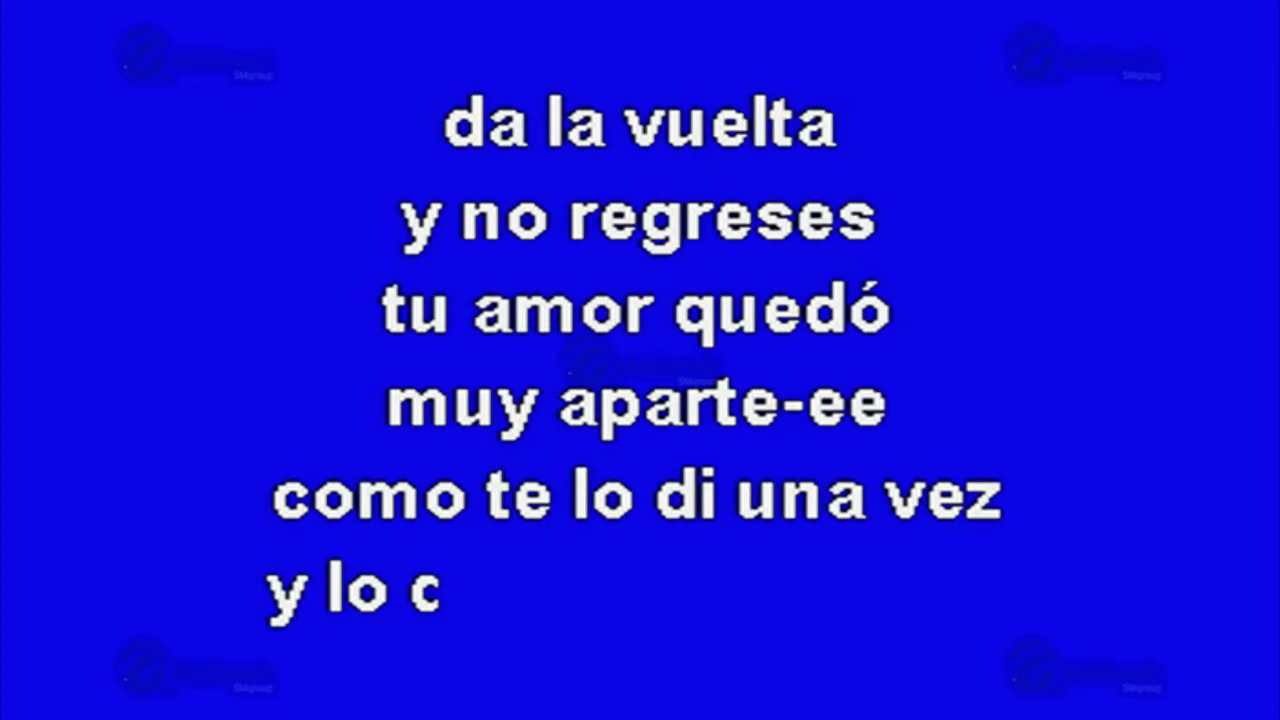 da la vuelta
y no regreses
tu amor quedó
muy aparte-ee
como te lo di una vez
y lo c